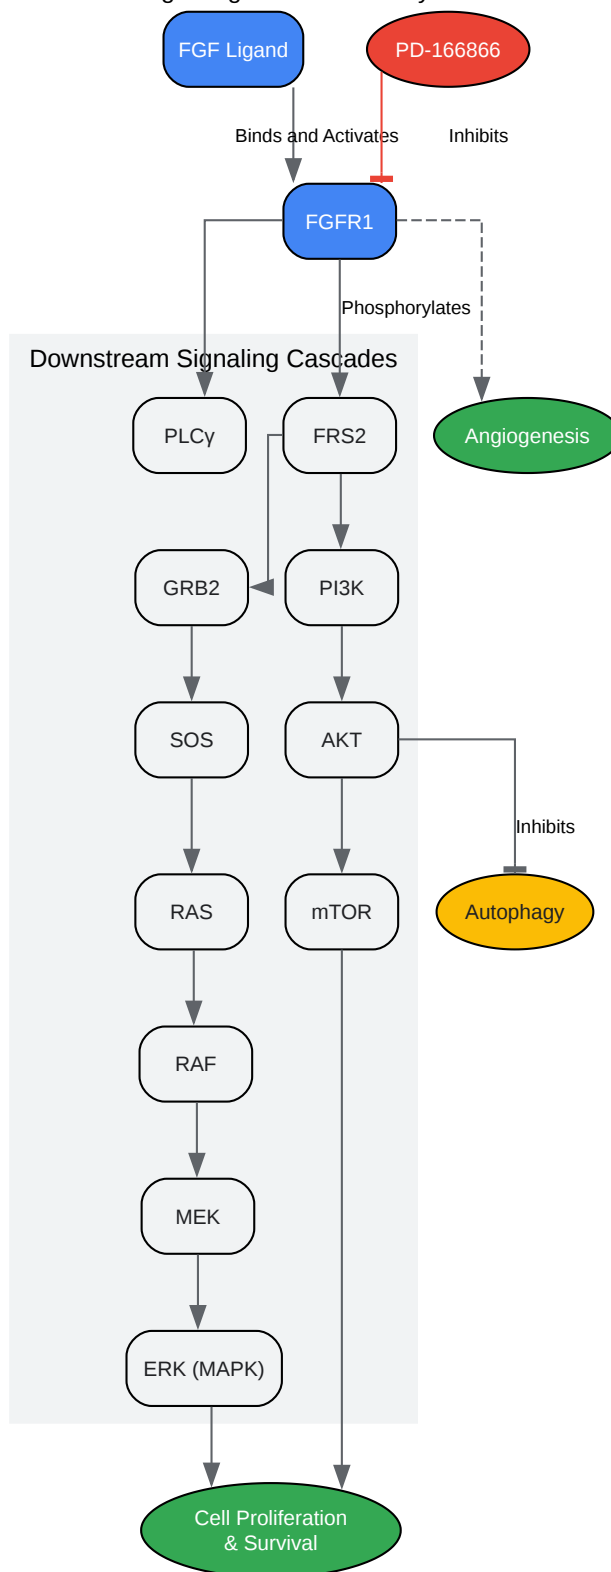 FGF Ligand
PD-166866
Binds and Activates
Inhibits
FGFR1
Phosphorylates
Downstream Signaling Cascades
PLCγ
FRS2
Angiogenesis
GRB2
PI3K
SOS
AKT
Inhibits
RAS
mTOR
Autophagy
RAF
MEK
ERK (MAPK)
Cell Proliferation
& Survival